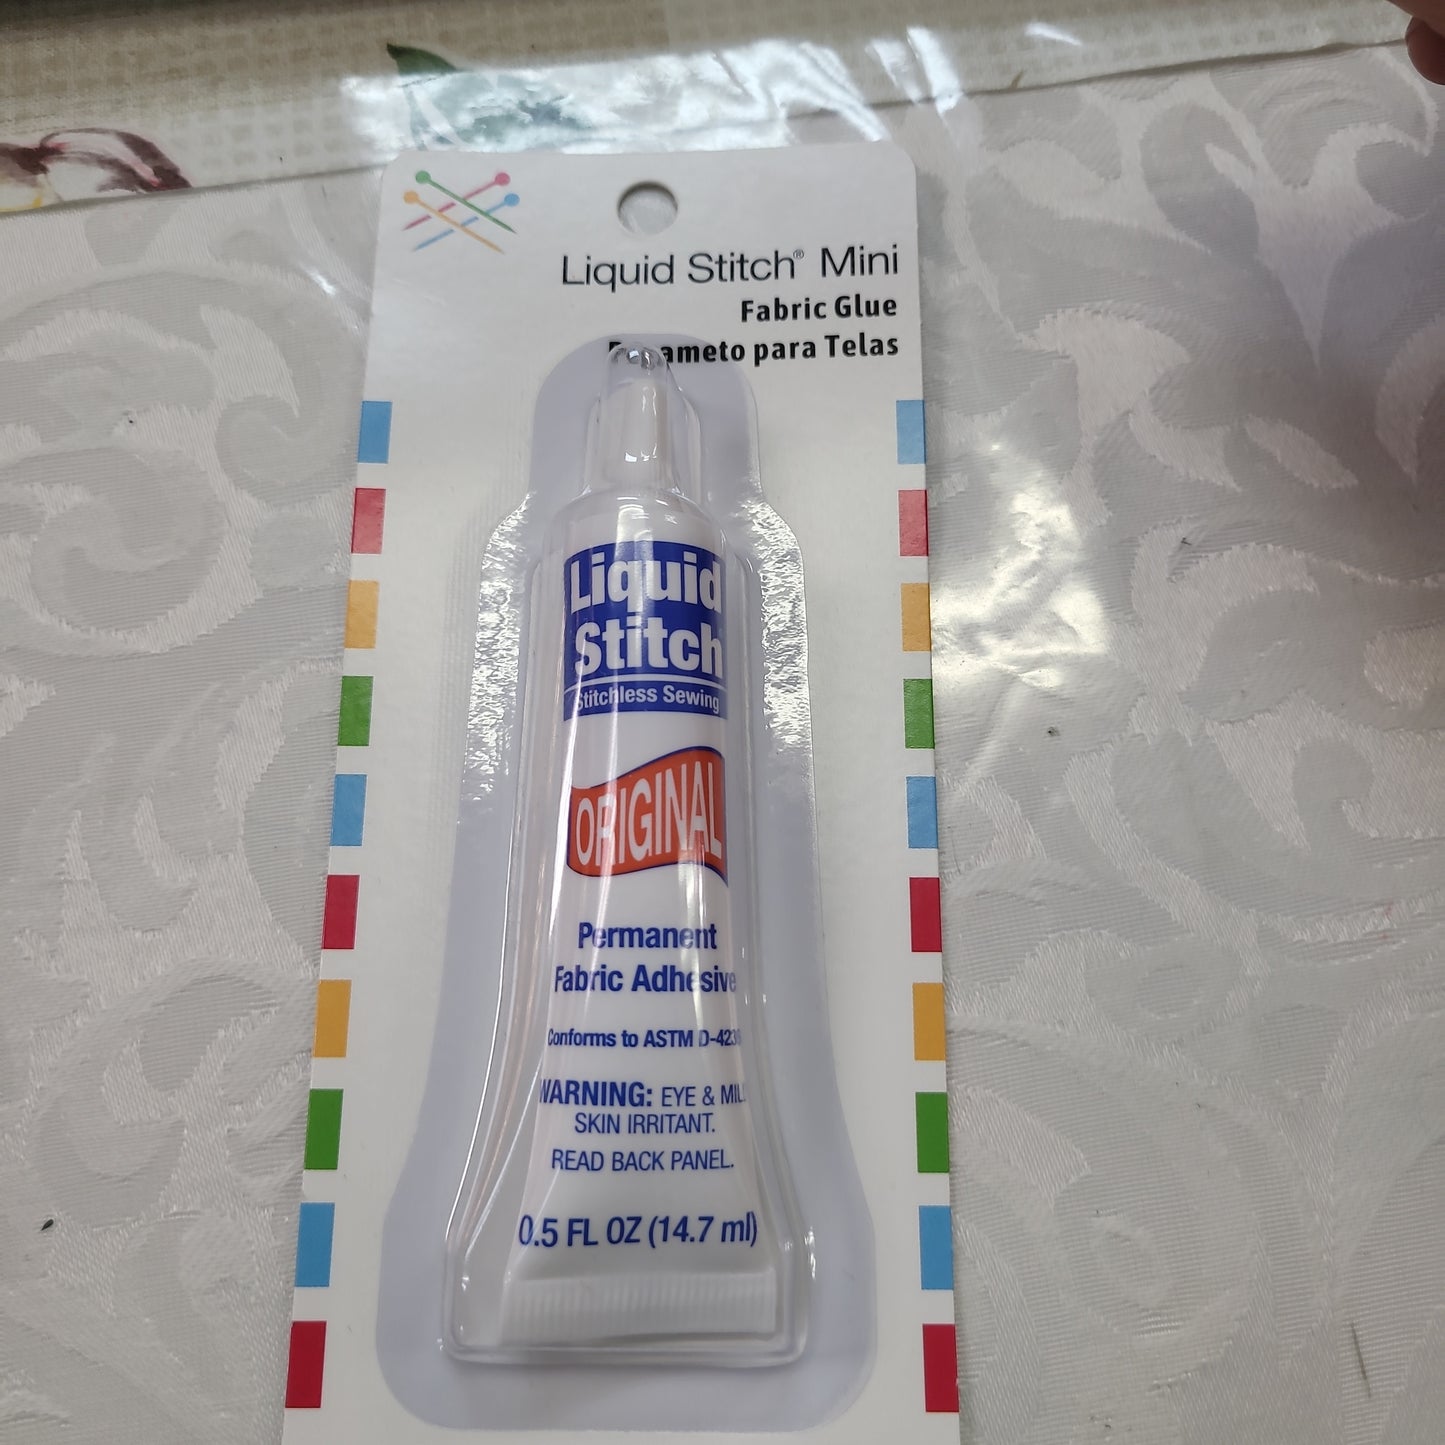 Liquid Stitch® Mini
Fabric Glue
para Telas
Liquid
Stitch
Stitchless Sewing
ORIGINAL
Permanent
Fabric Adhesive
Conforms to ASTM
WARNING: EYE &
SKIN IRRITANT.
READ BACK PANEL.
0.5 FL OZ (14.7 ml)